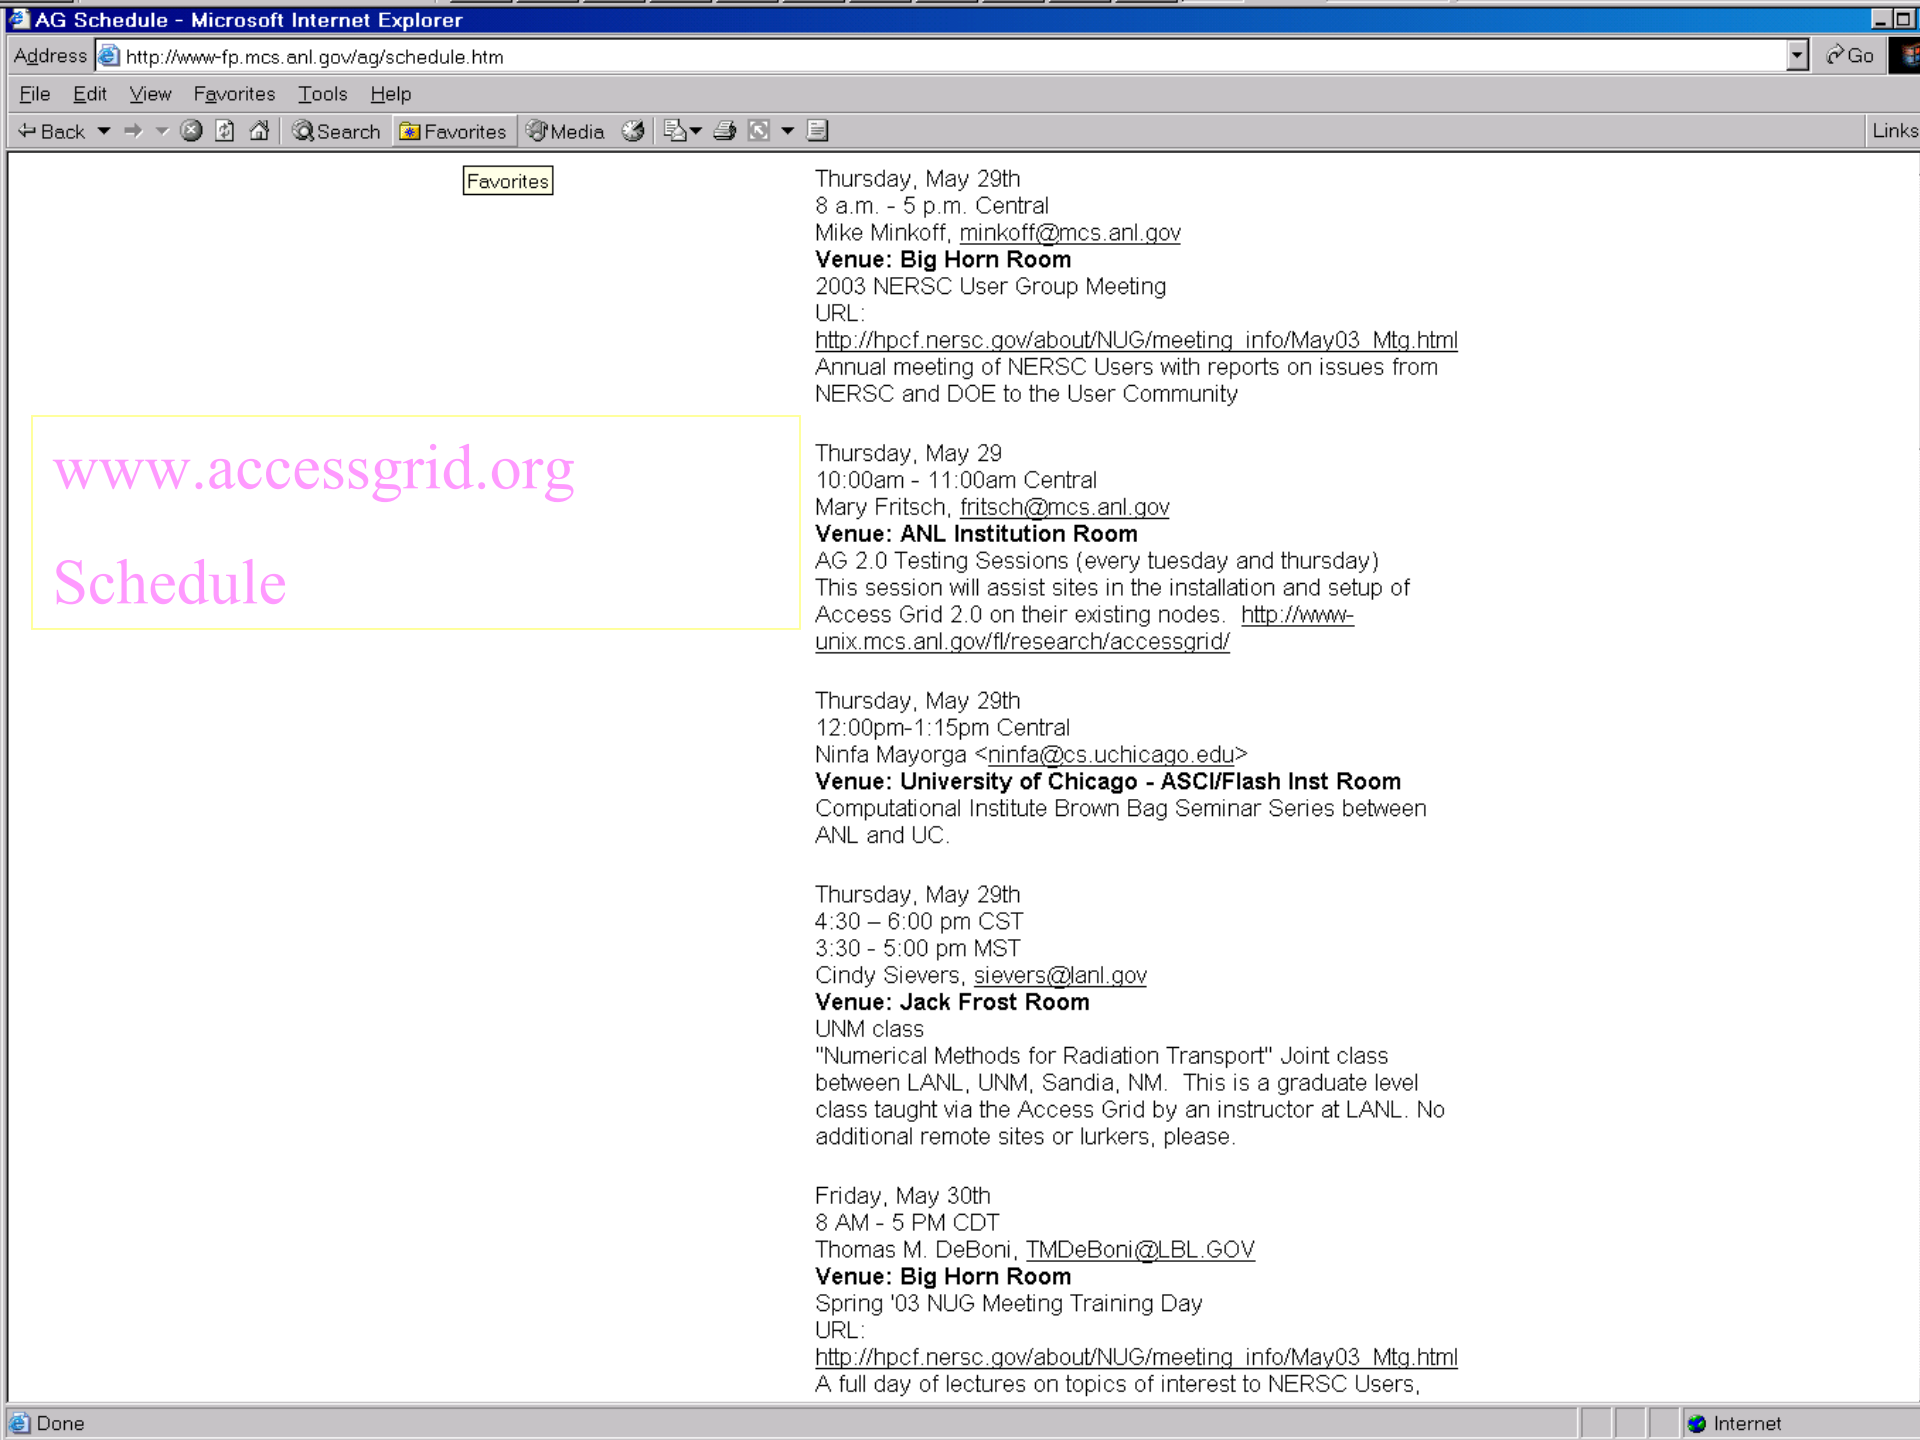 AG Schedule - Microsoft Internet Explorer
Address http://www-fp.mcs.anl.gov/ag/schedule.htm Go
File Edit View Favorites Tools Help
Back Search Favorites Media Links
Favorites
www.accessgrid.org
Schedule
Thursday, May 29th
8 a.m. - 5 p.m. Central
Mike Minkoff, minkoff@mcs.anl.gov
Venue: Big Horn Room
2003 NERSC User Group Meeting
URL:
http://hpcf.nersc.gov/about/NUG/meeting_info/May03_Mtg.html
Annual meeting of NERSC Users with reports on issues from
NERSC and DOE to the User Community
Thursday, May 29
10:00am - 11:00am Central
Mary Fritsch, fritsch@mcs.anl.gov
Venue: ANL Institution Room
AG 2.0 Testing Sessions (every tuesday and thursday)
This session will assist sites in the installation and setup of
Access Grid 2.0 on their existing nodes. http://www-
unix.mcs.anl.gov/fl/research/accessgrid/
Thursday, May 29th
12:00pm-1:15pm Central
Ninfa Mayorga <ninfa@cs.uchicago.edu>
Venue: University of Chicago - ASCI/Flash Inst Room
Computational Institute Brown Bag Seminar Series between
ANL and UC.
Thursday, May 29th
4:30 – 6:00 pm CST
3:30 - 5:00 pm MST
Cindy Sievers, sievers@lanl.gov
Venue: Jack Frost Room
UNM class
"Numerical Methods for Radiation Transport" Joint class
between LANL, UNM, Sandia, NM. This is a graduate level
class taught via the Access Grid by an instructor at LANL. No
additional remote sites or lurkers, please.
Friday, May 30th
8 AM - 5 PM CDT
Thomas M. DeBoni, TMDeBoni@LBL.GOV
Venue: Big Horn Room
Spring '03 NUG Meeting Training Day
URL:
http://hpcf.nersc.gov/about/NUG/meeting_info/May03_Mtg.html
A full day of lectures on topics of interest to NERSC Users,
Done Internet